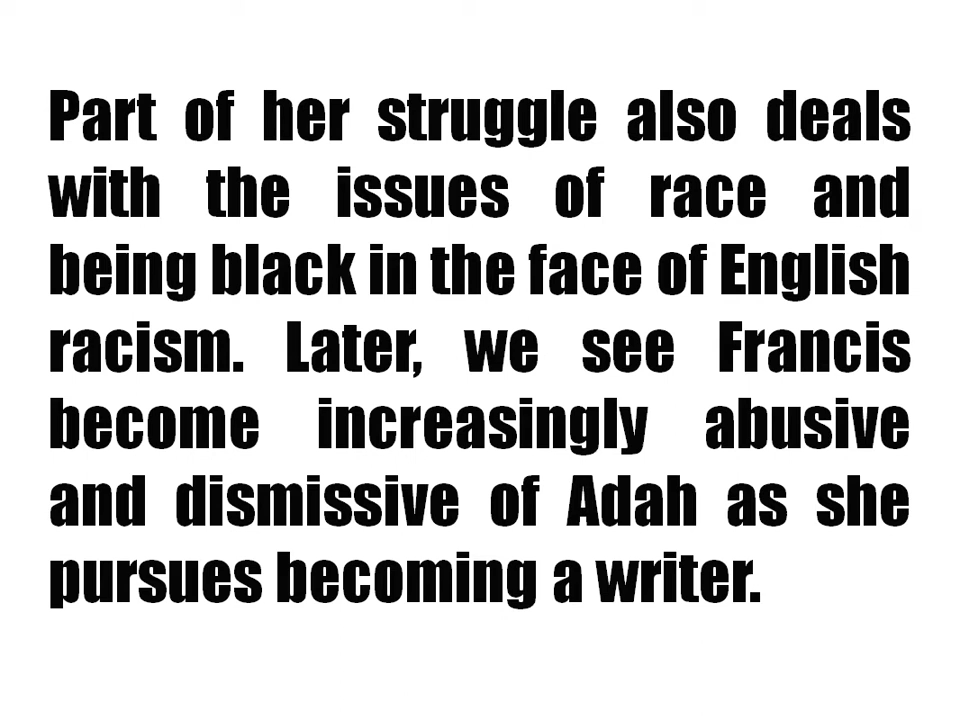 Part of her struggle also deals
with the issues of race and
being black in the face of English
racism. Later, we see Francis
become increasingly abusive
and dismissive of Adah as she
pursues becoming a writer.